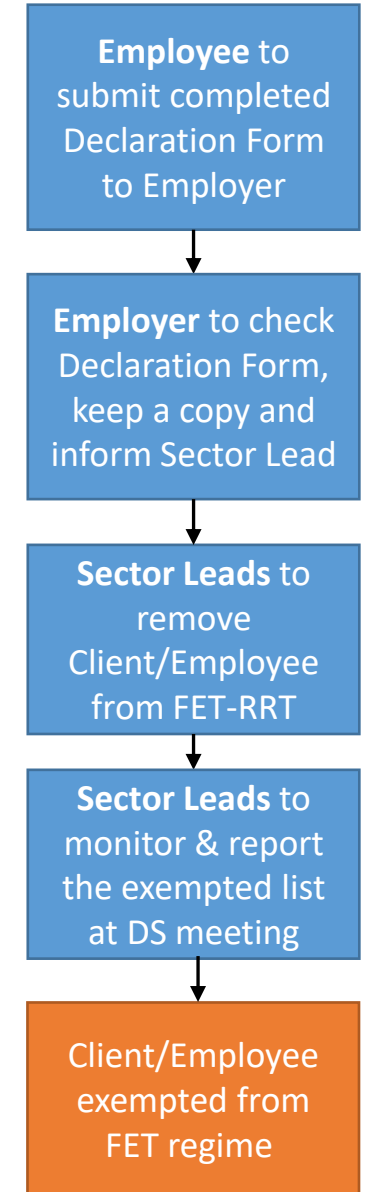 Employee to
submit completed
Declaration Form
to Employer
Employer to check
Declaration Form,
keep a copy and
inform Sector Lead
Sector Leads to
remove
Client/Employee
from FET-RRT
Sector Leads to
monitor & report
the exempted list
at DS meeting
Client/Employee
exempted from
FET regime